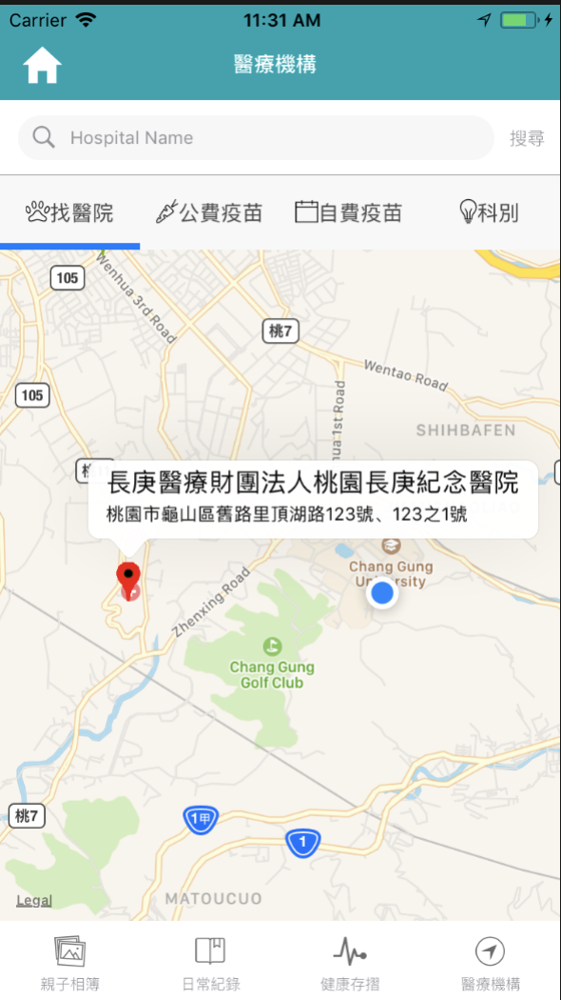 Carrier 11:31 AM
醫療機構
Hospital Name 搜尋
找醫院 公費疫苗 自費疫苗 科別
105
Wenhua 3rd Road
桃7
Wentao Road
105
SHIHBAFEN
長庚醫療財團法人桃園長庚紀念醫院
桃園市龜山區舊路里頂湖路123號、123之1號
Chang Gung
University
Zhenxing Road
Chang Gung
Golf Club
桃7
1甲
1
MATOUCUO
Legal
親子相簿 日常紀錄 健康存摺 醫療機構